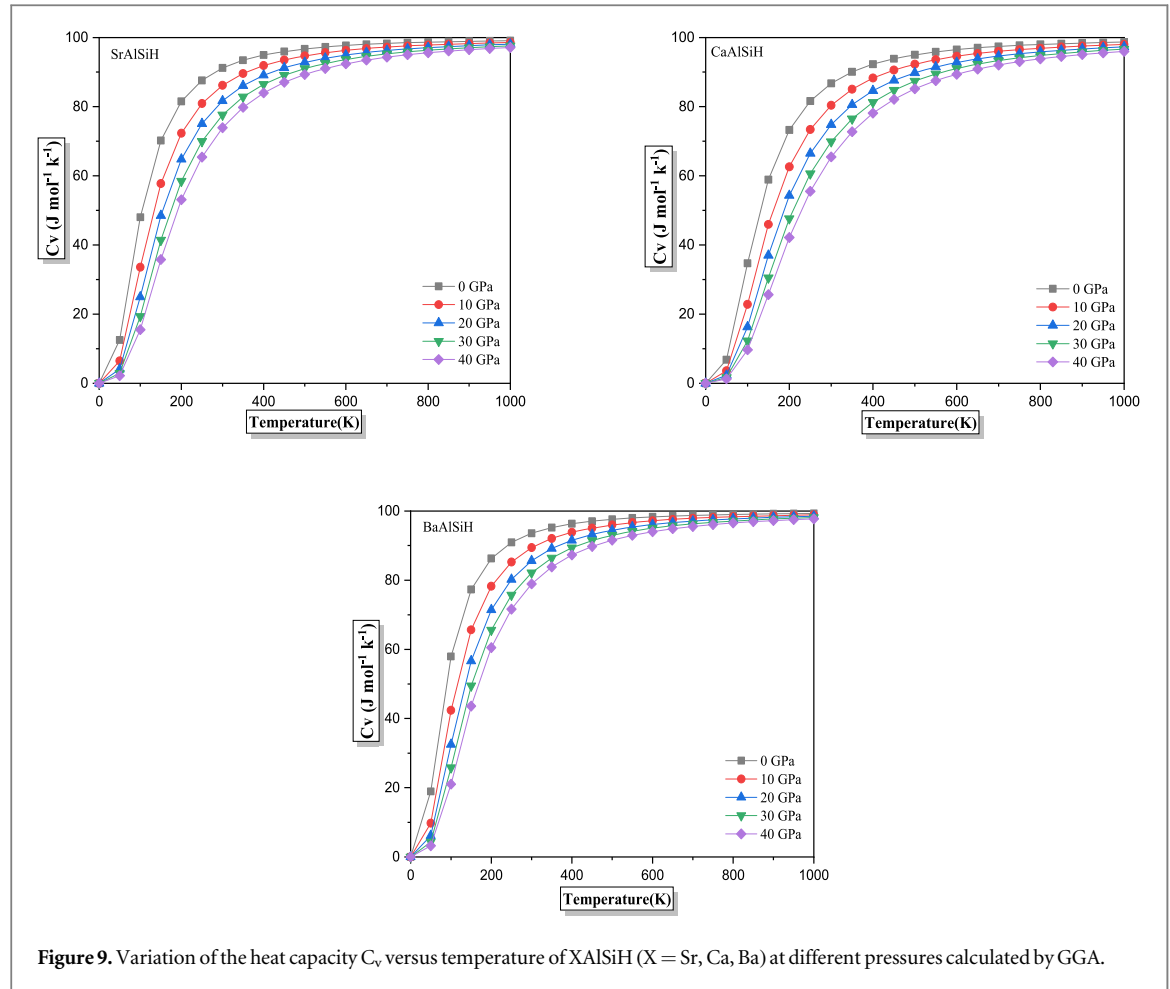 SrAlSiH
Cv (J mol⁻¹ k⁻¹)
100
80
60
40
20
0
0 GPa
10 GPa
20 GPa
30 GPa
40 GPa
0 200 400 600 800 1000
Temperature(K)
CaAlSiH
Cv (J mol⁻¹ k⁻¹)
100
80
60
40
20
0
0 GPa
10 GPa
20 GPa
30 GPa
40 GPa
0 200 400 600 800 1000
Temperature(K)
BaAlSiH
Cv (J mol⁻¹ k⁻¹)
100
80
60
40
20
0
0 GPa
10 GPa
20 GPa
30 GPa
40 GPa
0 200 400 600 800 1000
Temperature(K)
Figure 9. Variation of the heat capacity Cᵥ versus temperature of XAlSiH (X = Sr, Ca, Ba) at different pressures calculated by GGA.